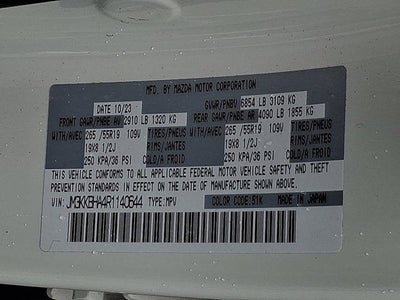 MFD. BY MAZDA MOTOR CORPORATION
DATE 10/23 GVWR/PNBV 6854 LB 3109 KG
FRONT GAWR/PNBE AV 2910 LB 1320 KG REAR GAWR/PNBE AR 4090 LB 1855 KG
WITH/AVEC 265 /55R19 109V TIRES/PNEUS WITH/AVEC 265 /55R19 109V TIRES/PNEUS
19X8 1/2J RIMS/JANTES 19X8 1/2J RIMS/JANTES
250 KPA/36 PSI COLD/A FROID 250 KPA/36 PSI COLD/A FROID
THIS VEHICLE CONFORMS TO ALL APPLICABLE FEDERAL MOTOR VEHICLE SAFETY AND THEFT
PREVENTION STANDARDS IN EFFECT ON THE DATE OF MANUFACTURE SHOWN ABOVE.
VIN: JM3KKBHA4R1140644 TYPE:MPV COLOR CODE:51K MADE IN JAPAN